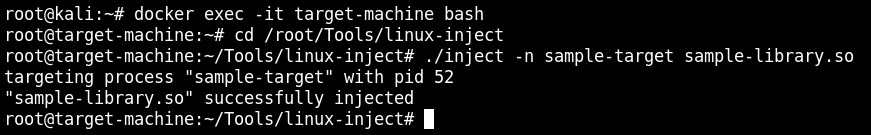 root@kali:~# docker exec -it target-machine bash
root@target-machine:~# cd /root/Tools/linux-inject
root@target-machine:~/Tools/linux-inject# ./inject -n sample-target sample-library.so
targeting process "sample-target" with pid 52
"sample-library.so" successfully injected
root@target-machine:~/Tools/linux-inject#